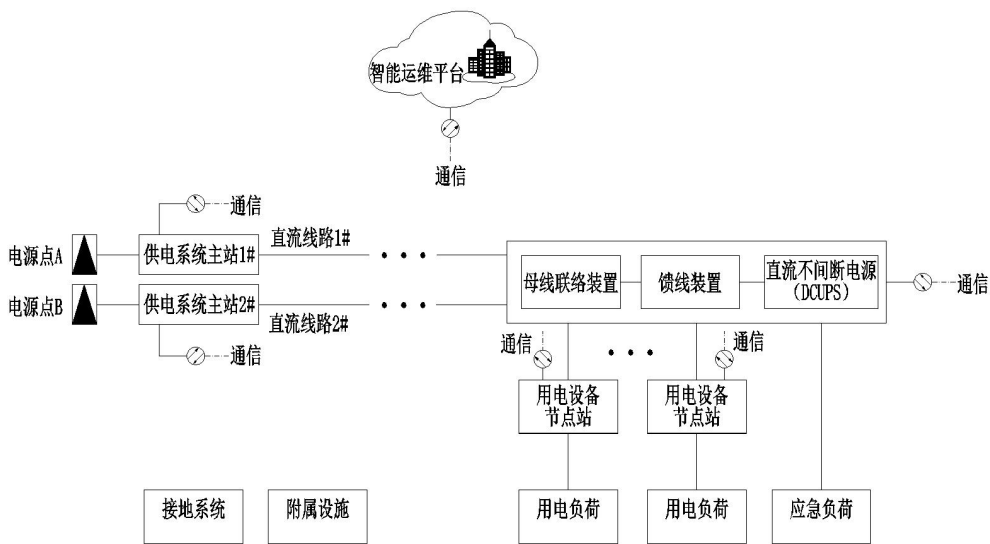 智能运维平台
通信
通信
直流线路1#
电源点A
供电系统主站1#
母线联络装置
馈线装置
直流不间断电源
(DCUPS)
通信
电源点B
供电系统主站2#
直流线路2#
通信
通信
通信
用电设备
节点站
用电设备
节点站
接地系统
附属设施
用电负荷
用电负荷
应急负荷